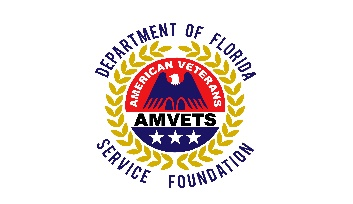 DEPARTMENT OF FLORIDA
AMERICAN VETERANS
AMVETS
SERVICE FOUNDATION